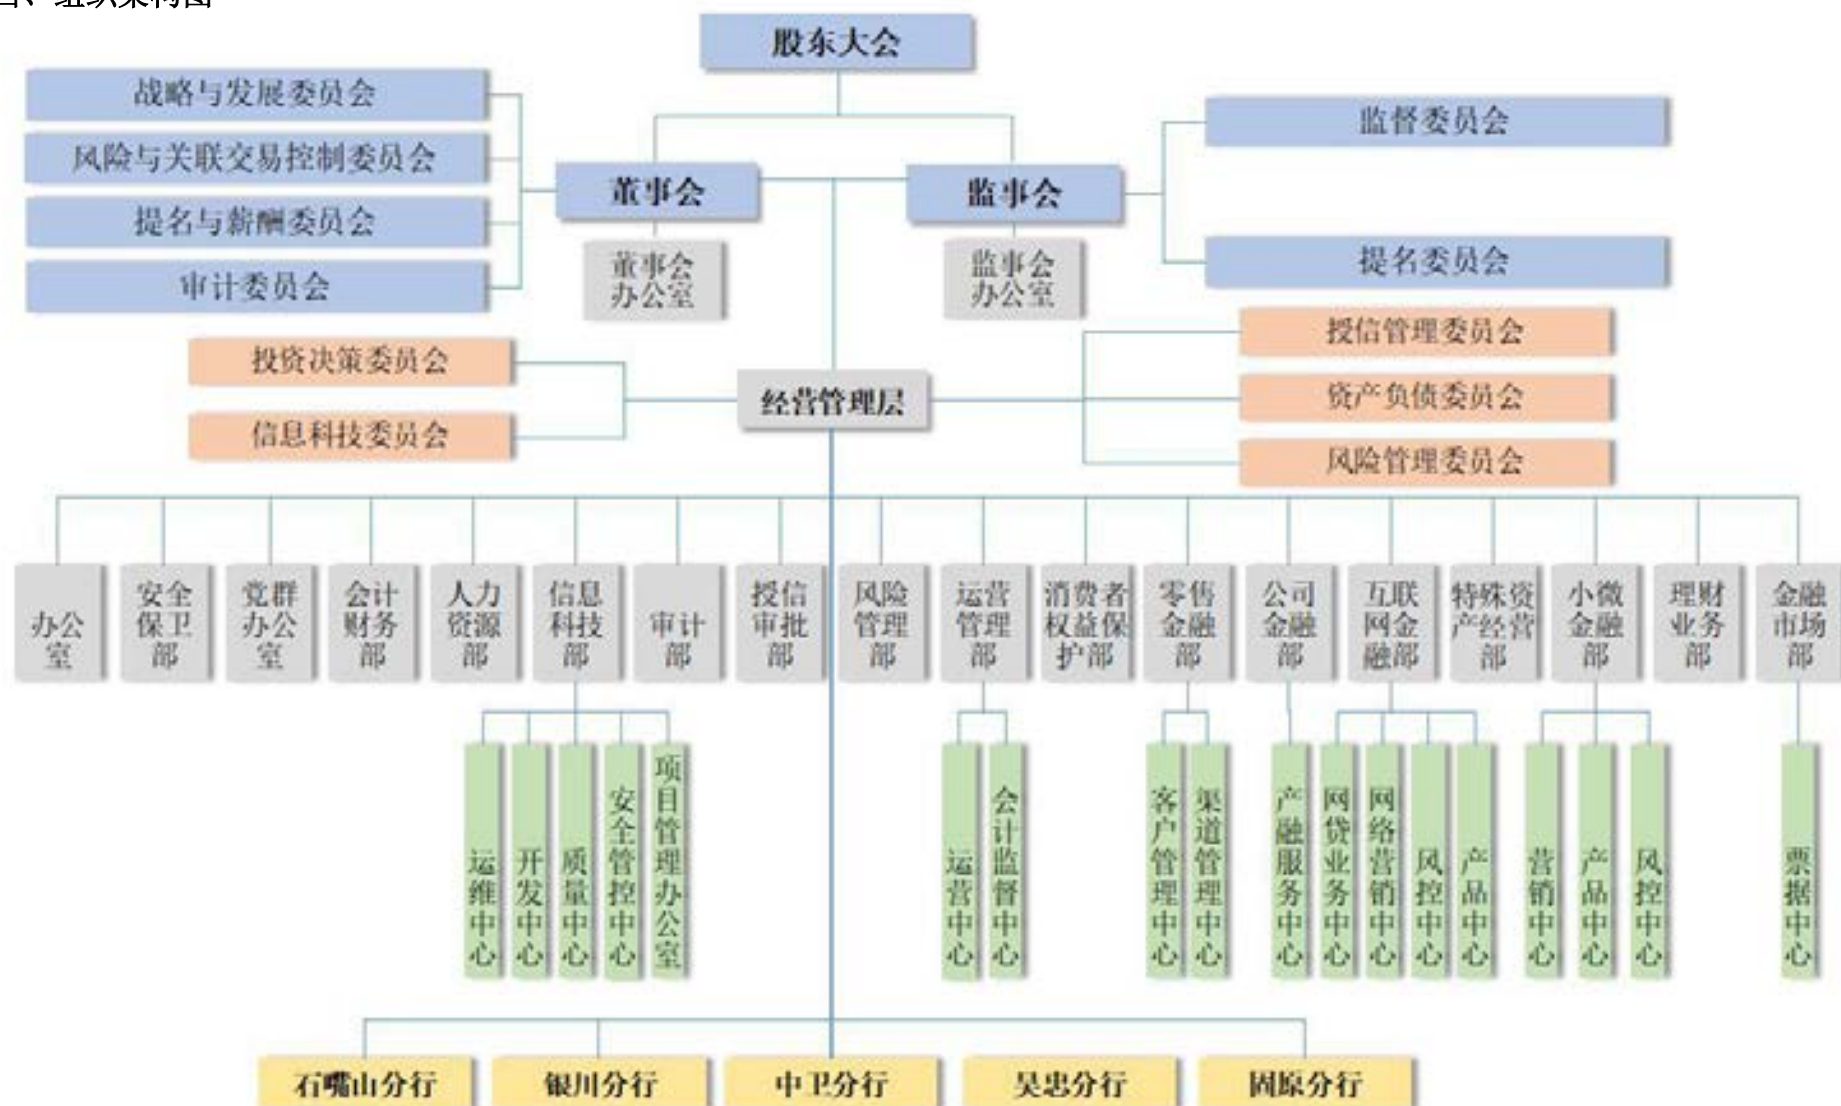 四、组织架构图
股东大会
战略与发展委员会
风险与关联交易控制委员会
提名与薪酬委员会
审计委员会
监督委员会
提名委员会
董事会
监事会
董事会
办公室
监事会
办公室
投资决策委员会
信息科技委员会
经营管理层
授信管理委员会
资产负债委员会
风险管理委员会
办公
室
安全
保卫
部
党群
办公
室
会计
财务
部
人力
资源
部
信息
科技
部
审计
部
授信
审批
部
风险
管理
部
运营
管理
部
消费者
权益保
护部
零售
金融
部
公司
金融
部
互联
网金
融部
特殊资
产经营
部
小微
金融
部
理财
业务
部
金融
市场
部
运维中心
开发中心
质量中心
安全管控中心
项目管理办公室
运营中心
会计监督中心
客户管理中心
渠道管理中心
产融服务中心
网贷业务中心
网络营销中心
风控中心
产品中心
营销中心
产品中心
风控中心
票据中心
石嘴山分行
银川分行
中卫分行
吴忠分行
固原分行